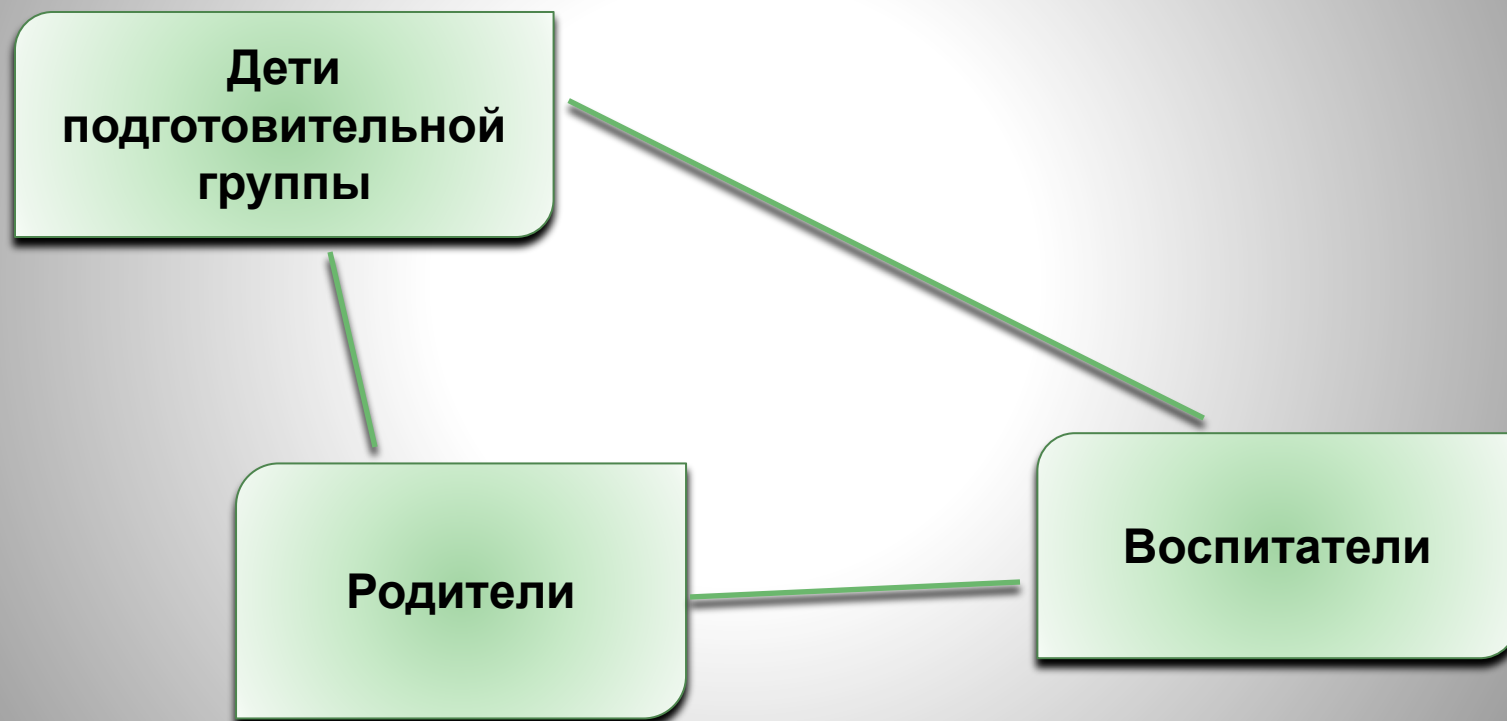 Дети
подготовительной
группы
Воспитатели
Родители